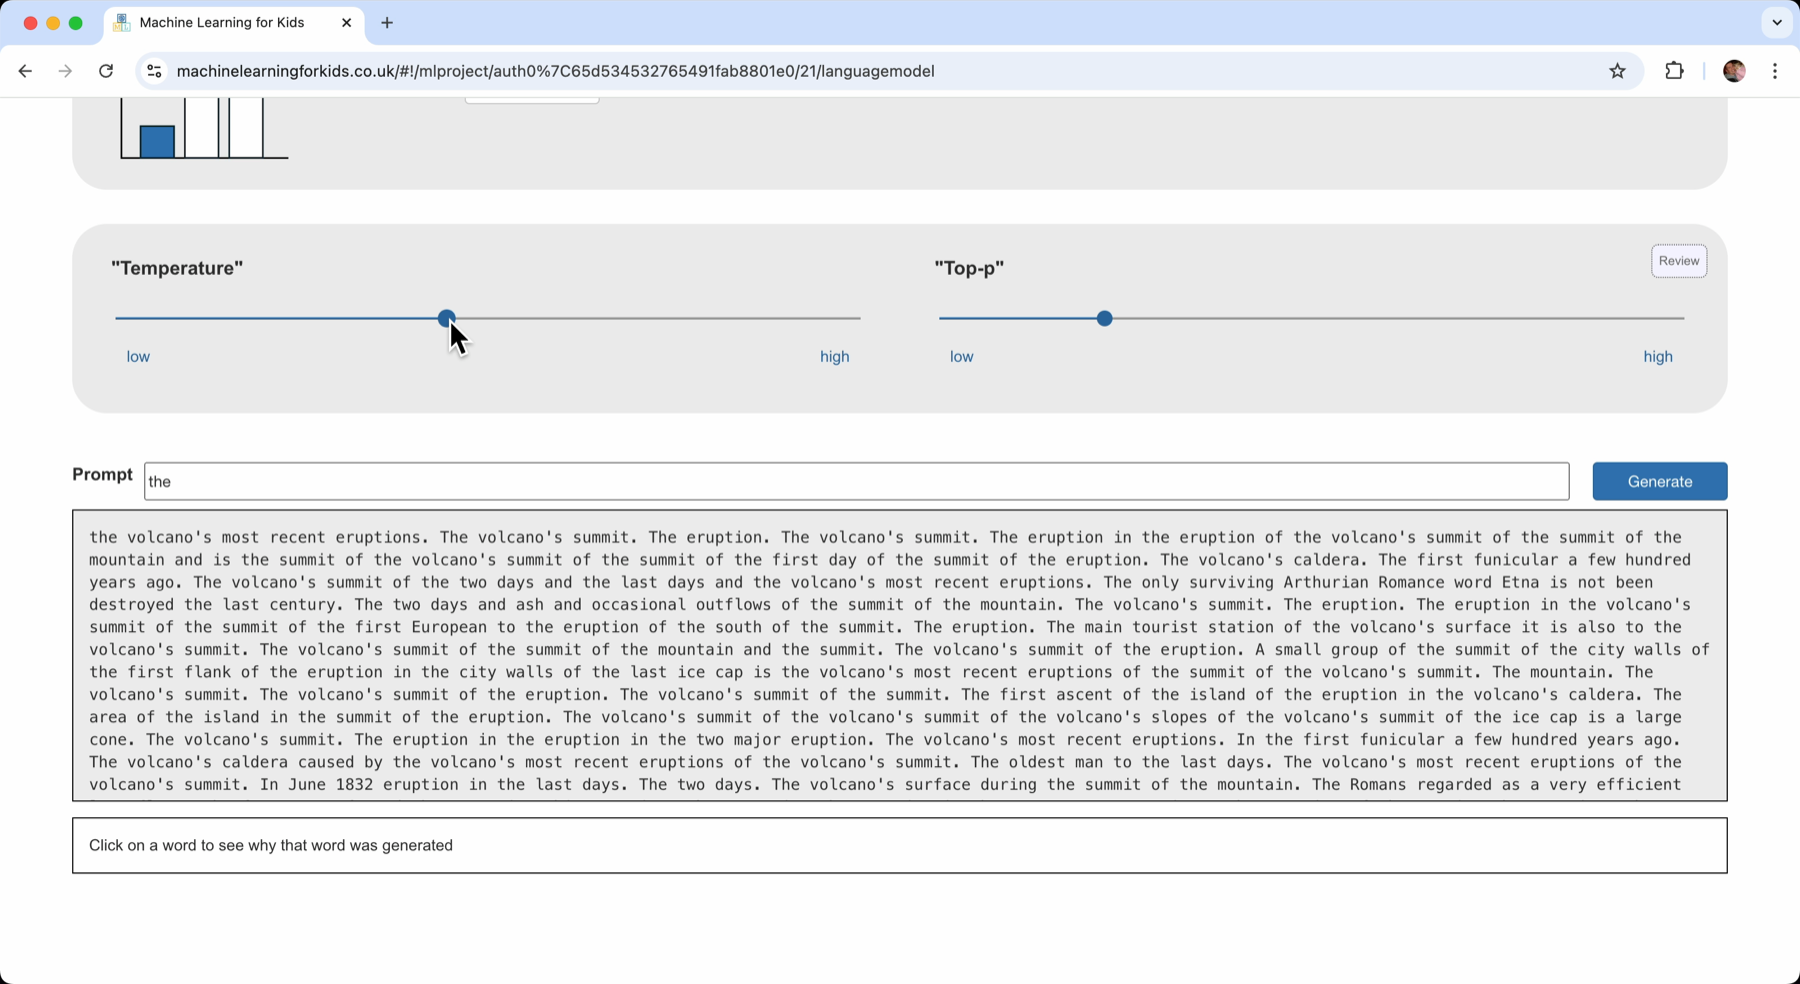 Machine Learning for Kids
machinelearningforkids.co.uk/#!/mlproject/auth0%7C65d534532765491fab8801e0/21/languagemodel
"Temperature"
"Top-p"
Review
low
high
low
high
Prompt
the
Generate
the volcano's most recent eruptions. The volcano's summit. The eruption. The volcano's summit. The eruption in the eruption of the volcano's summit of the summit of the
mountain and is the summit of the volcano's summit of the summit of the first day of the summit of the eruption. The volcano's caldera. The first funicular a few hundred
years ago. The volcano's summit of the two days and the last days and the volcano's most recent eruptions. The only surviving Arthurian Romance word Etna is not been
destroyed the last century. The two days and ash and occasional outflows of the summit of the mountain. The volcano's summit. The eruption. The eruption in the volcano's
summit of the summit of the first European to the eruption of the south of the summit. The eruption. The main tourist station of the volcano's surface it is also to the
volcano's summit. The volcano's summit of the summit of the mountain and the summit. The volcano's summit of the eruption. A small group of the summit of the city walls of
the first flank of the eruption in the city walls of the last ice cap is the volcano's most recent eruptions of the summit of the volcano's summit. The mountain. The
volcano's summit. The volcano's summit of the eruption. The volcano's summit of the summit. The first ascent of the island of the eruption in the volcano's caldera. The
area of the island in the summit of the eruption. The volcano's summit of the volcano's summit of the volcano's slopes of the volcano's summit of the ice cap is a large
cone. The volcano's summit. The eruption in the eruption in the two major eruption. The volcano's most recent eruptions. In the first funicular a few hundred years ago.
The volcano's caldera caused by the volcano's most recent eruptions of the volcano's summit. The oldest man to the last days. The volcano's most recent eruptions of the
volcano's summit. In June 1832 eruption in the last days. The two days. The volcano's surface during the summit of the mountain. The Romans regarded as a very efficient
Click on a word to see why that word was generated